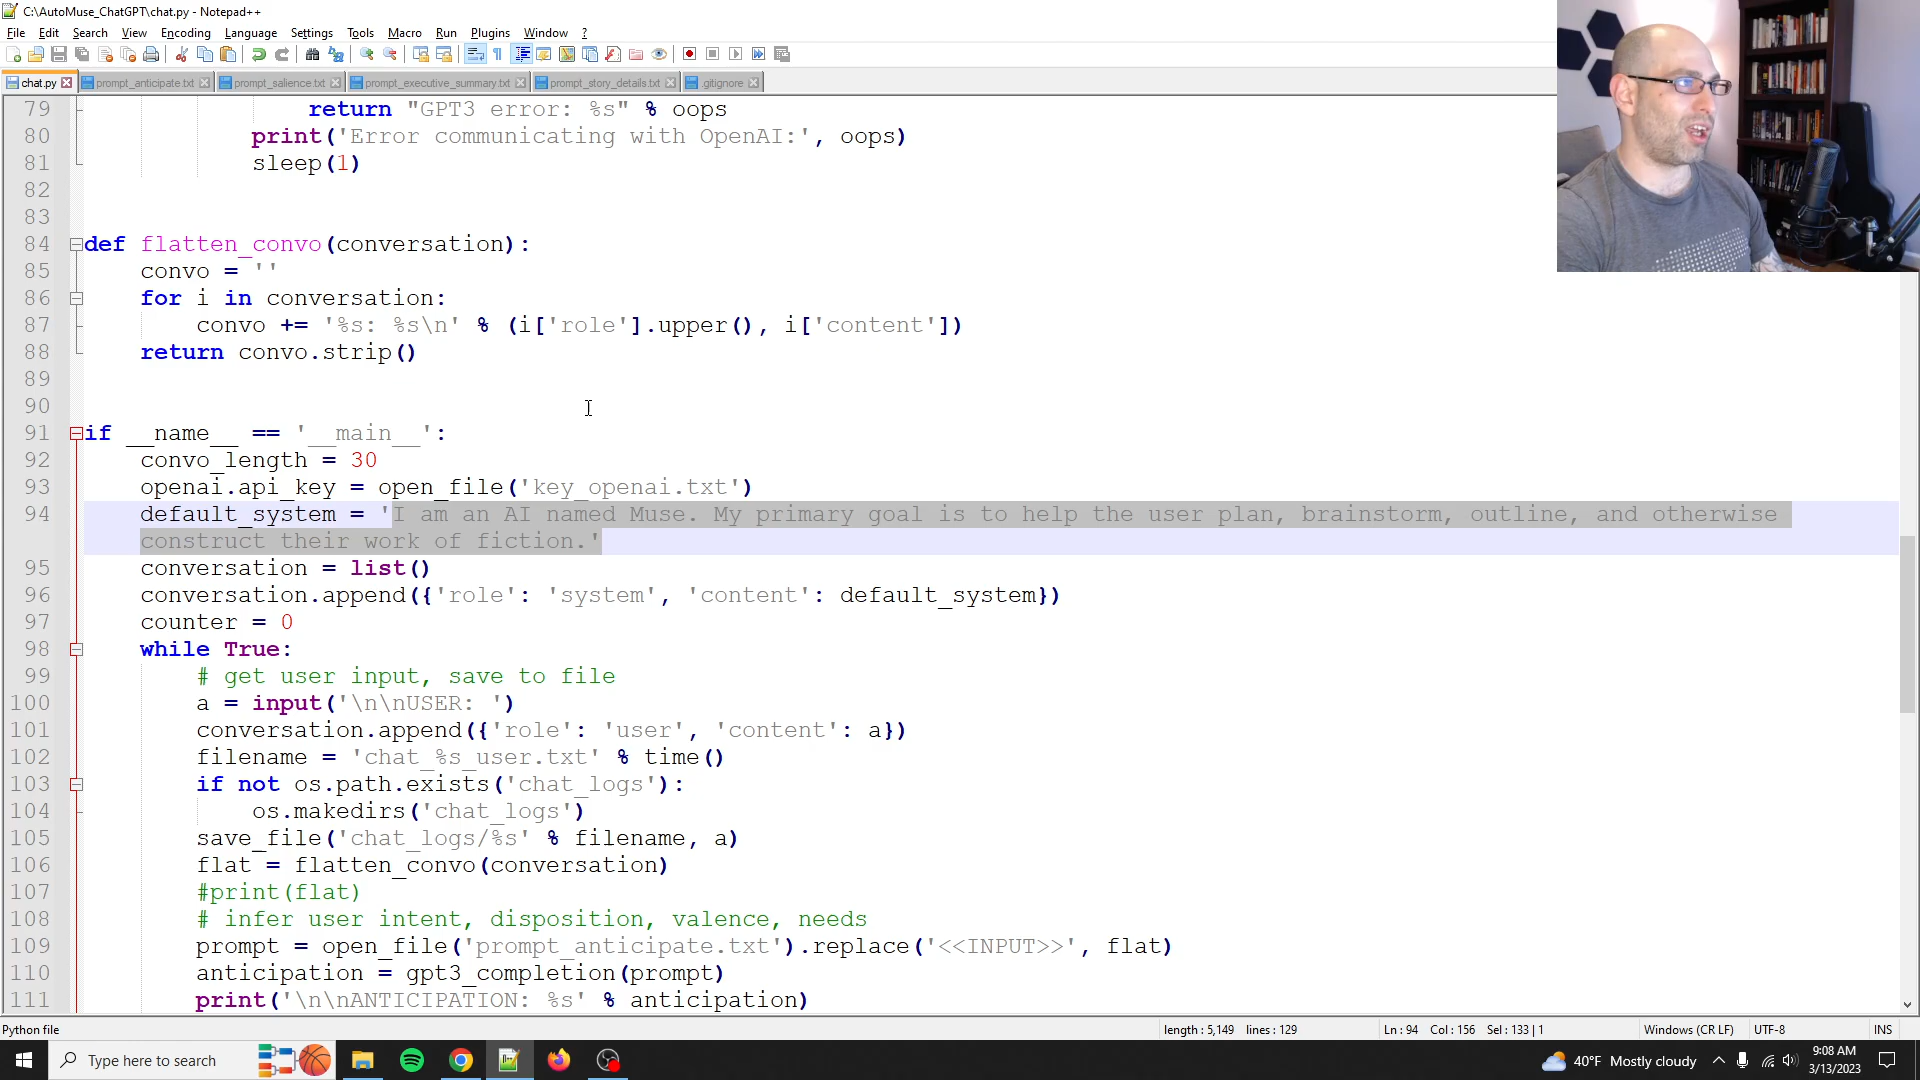 C:\AutoMuse_ChatGPT\chat.py - Notepad++
File Edit Search View Encoding Language Settings Tools Macro Run Plugins Window ?
chat.py prompt_anticipate.txt prompt_salience.txt prompt_executive_summary.txt prompt_story_details.txt .gitignore
79 return "GPT3 error: %s" % oops
80 print('Error communicating with OpenAI:', oops)
81 sleep(1)
82
83
84 def flatten_convo(conversation):
85 convo = ''
86 for i in conversation:
87 convo += '%s: %s\n' % (i['role'].upper(), i['content'])
88 return convo.strip()
89
90
91 if __name__ == '__main__':
92 convo_length = 30
93 openai.api_key = open_file('key_openai.txt')
94 default_system = 'I am an AI named Muse. My primary goal is to help the user plan, brainstorm, outline, and otherwise
construct their work of fiction.'
95 conversation = list()
96 conversation.append({'role': 'system', 'content': default_system})
97 counter = 0
98 while True:
99 # get user input, save to file
100 a = input('\n\nUSER: ')
101 conversation.append({'role': 'user', 'content': a})
102 filename = 'chat_%s_user.txt' % time()
103 if not os.path.exists('chat_logs'):
104 os.makedirs('chat_logs')
105 save_file('chat_logs/%s' % filename, a)
106 flat = flatten_convo(conversation)
107 #print(flat)
108 # infer user intent, disposition, valence, needs
109 prompt = open_file('prompt_anticipate.txt').replace('<<INPUT>>', flat)
110 anticipation = gpt3_completion(prompt)
111 print('\n\nANTICIPATION: %s' % anticipation)
Python file length : 5,149 lines : 129 Ln : 94 Col : 156 Sel : 133 | 1 Windows (CR LF) UTF-8 INS
Type here to search 40°F Mostly cloudy 9:08 AM
3/13/2023